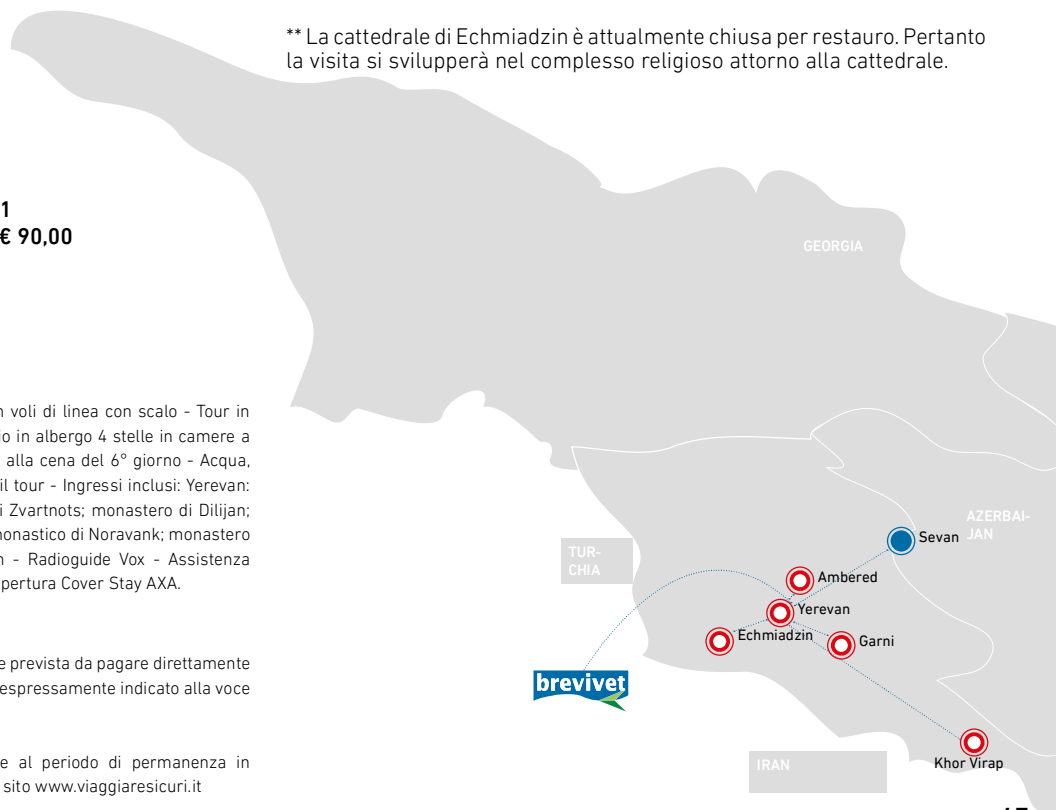 ** La cattedrale di Echmiadzin è attualmente chiusa per restauro. Pertanto
la visita si svilupperà nel complesso religioso attorno alla cattedrale.
1
€ 90,00
voli di linea con scalo - Tour in
in albergo 4 stelle in camere a
alla cena del 6° giorno - Acqua,
il tour - Ingressi inclusi: Yerevan:
Zvartnots; monastero di Dilijan;
monastico di Noravank; monastero
- Radioguide Vox - Assistenza
Cover Stay AXA.
e prevista da pagare direttamente
espressamente indicato alla voce
e al periodo di permanenza in
sito www.viaggiaresicuri.it
GEORGIA
AZERBAI-
JAN
TUR-
CHIA
IRAN
Sevan
Ambered
Yerevan
Echmiadzin
Garni
Khor Virap
brevivet